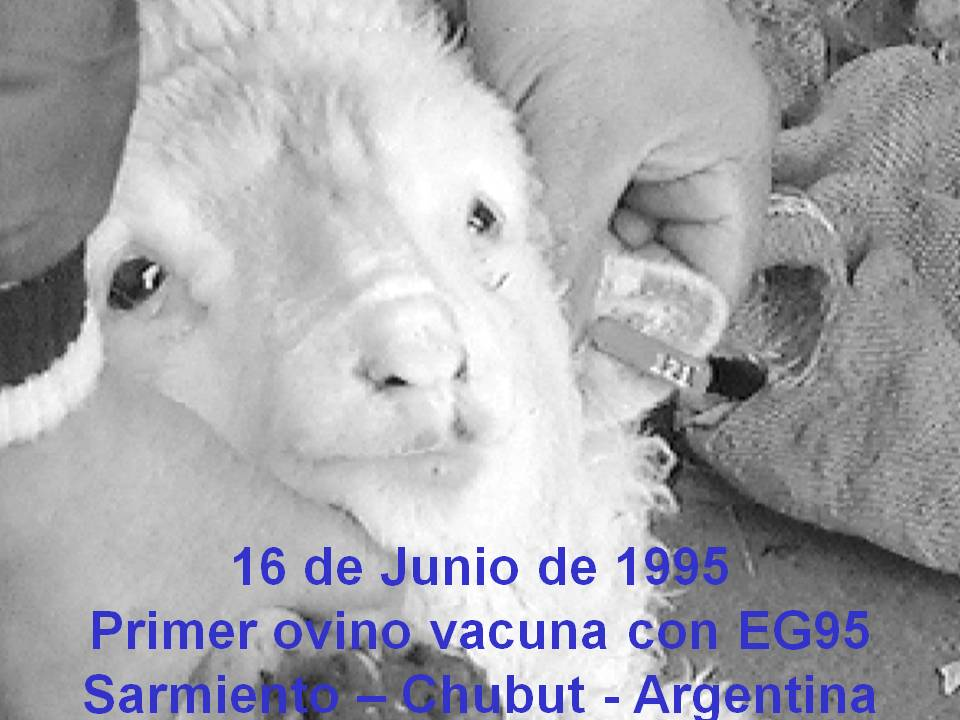 121
16 de Junio de 1995
Primer ovino vacuna con EG95
Sarmiento – Chubut - Argentina